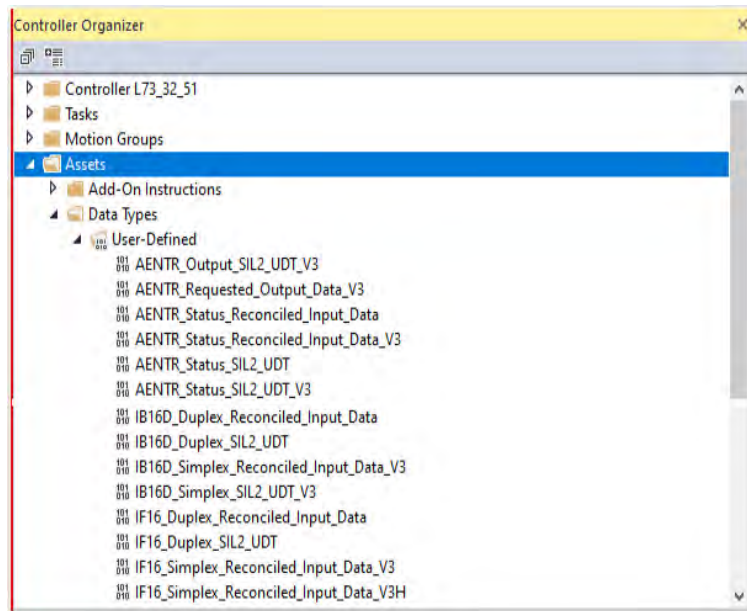 Controller Organizer
Controller L73_32_51
Tasks
Motion Groups
Assets
Add-On Instructions
Data Types
User-Defined
AENTR_Output_SIL2_UDT_V3
AENTR_Requested_Output_Data_V3
AENTR_Status_Reconciled_Input_Data
AENTR_Status_Reconciled_Input_Data_V3
AENTR_Status_SIL2_UDT
AENTR_Status_SIL2_UDT_V3
IB16D_Duplex_Reconciled_Input_Data
IB16D_Duplex_SIL2_UDT
IB16D_Simplex_Reconciled_Input_Data_V3
IB16D_Simplex_SIL2_UDT_V3
IF16_Duplex_Reconciled_Input_Data
IF16_Duplex_SIL2_UDT
IF16_Simplex_Reconciled_Input_Data_V3
IF16_Simplex_Reconciled_Input_Data_V3H